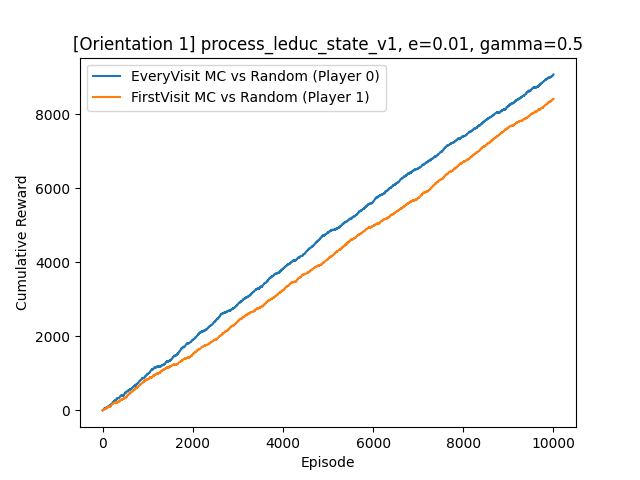 [Orientation 1] process_leduc_state_v1, e=0.01, gamma=0.5
EveryVisit MC vs Random (Player 0)
FirstVisit MC vs Random (Player 1)
Cumulative Reward
8000
6000
4000
2000
0
0 2000 4000 6000 8000 10000
Episode